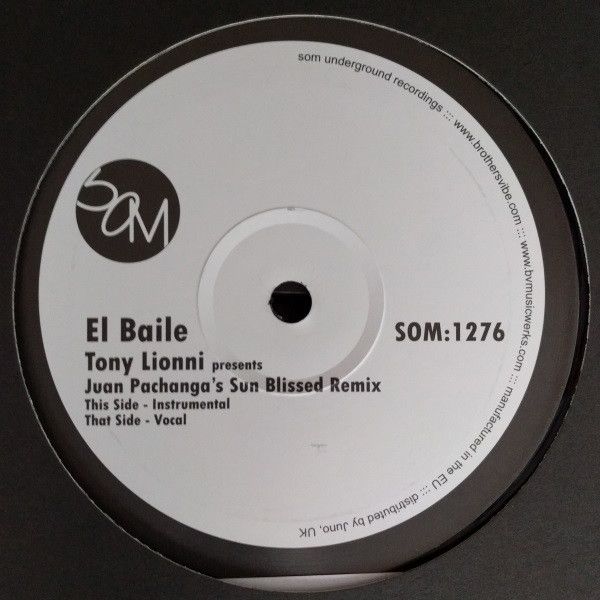 som underground recordings ::: www.brothersvibe.com ::: www.bvmusicwerks.com ::: manufactured in the EU ::: distributed by Juno, UK
SOM
El Baile
SOM:1276
Tony Lionni presents
Juan Pachanga's Sun Blissed Remix
This Side - Instrumental
That Side - Vocal